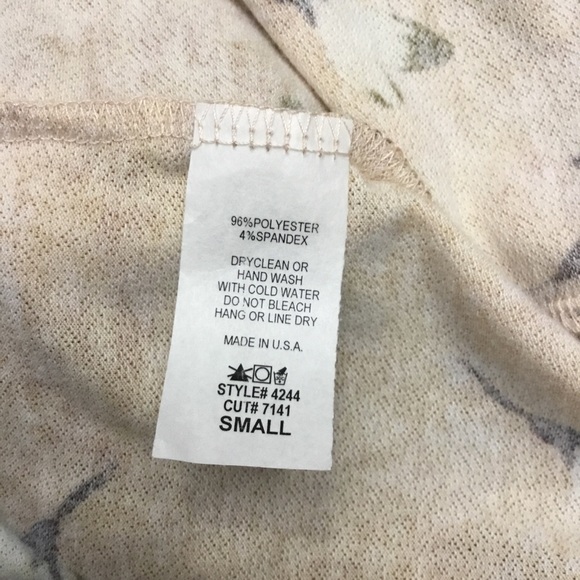 96%POLYESTER
4%SPANDEX
DRYCLEAN OR
HAND WASH
WITH COLD WATER
DO NOT BLEACH
HANG OR LINE DRY
MADE IN U.S.A.
STYLE# 4244
CUT# 7141
SMALL